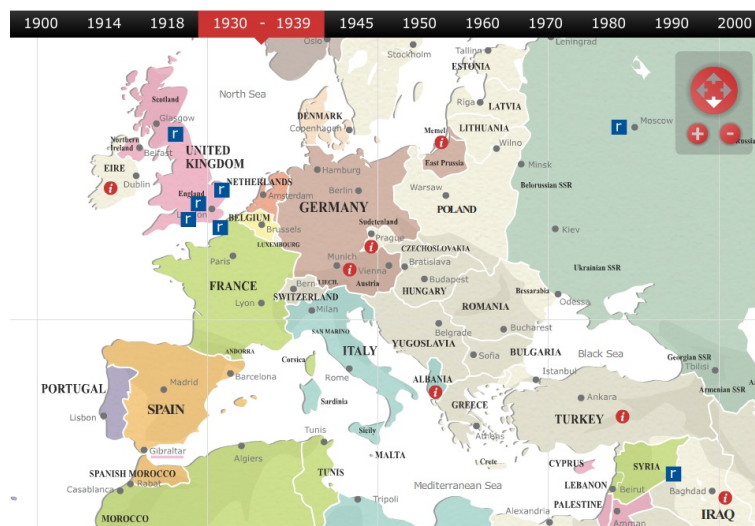 1900 1914 1918 1930 - 1939 1945 1950 1960 1970 1980 1990 2000
Oslo
Stockholm
Tallinn
Leningrad
ESTONIA
North Sea
Scotland
Glasgow
DENMARK
Copenhagen
Riga
LATVIA
Moscow
Northern
Ireland
Belfast
UNITED
KINGDOM
Memel
LITHUANIA
Wilno
East Prussia
Minsk
EIRE
Dublin
England
NETHERLANDS
Amsterdam
Hamburg
Berlin
Warsaw
POLAND
Belorussian SSR
GERMANY
BELGIUM
Brussels
LUXEMBOURG
Sudetenland
Prague
CZECHOSLOVAKIA
Kiev
Paris
FRANCE
Munich
Vienna
Bratislava
Austria
LIECH.
Bern
SWITZERLAND
Budapest
HUNGARY
Ukrainian SSR
Bessarabia
Odessa
Lyon
Milan
SAN MARINO
ROMANIA
Belgrade
Bucharest
YUGOSLAVIA
ANDORRA
Corsica
ITALY
Sofia
BULGARIA
Black Sea
Georgian SSR
Tbilisi
Armenian SSR
PORTUGAL
Madrid
Barcelona
Rome
ALBANIA
Istanbul
Ankara
Lisbon
SPAIN
Sardinia
GREECE
Athens
TURKEY
Sicily
Gibraltar
Algiers
Tunis
MALTA
Crete
CYPRUS
SYRIA
SPANISH MOROCCO
Rabat
Casablanca
TUNIS
Mediterranean Sea
LEBANON
Beirut
Baghdad
MOROCCO
Tripoli
Alexandria
PALESTINE
Amman
IRAQ